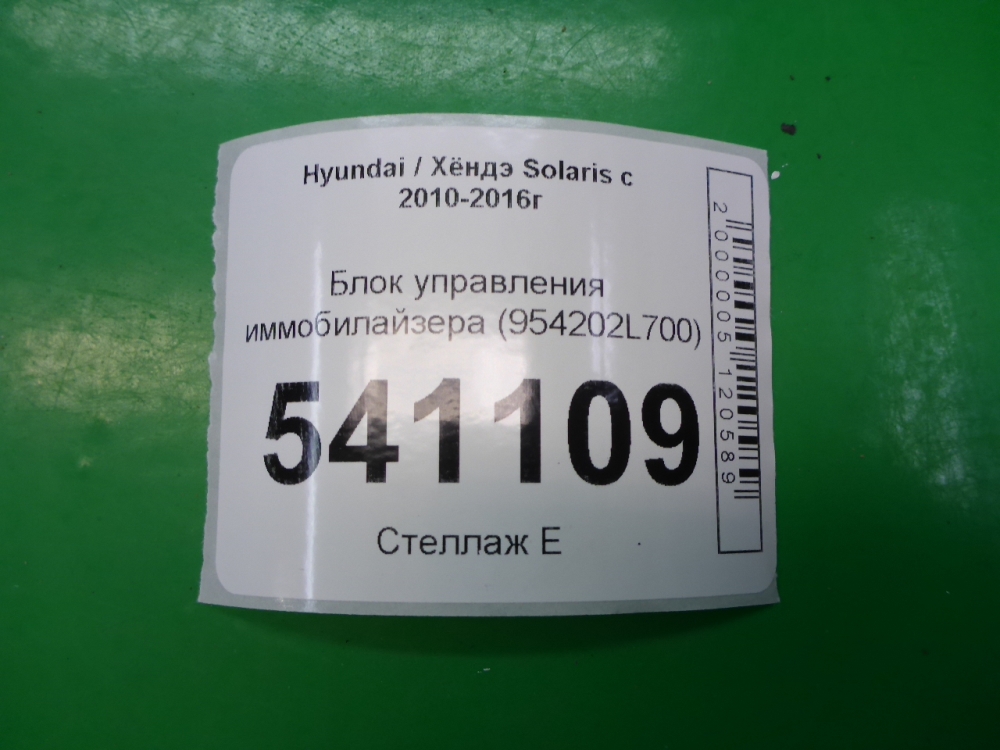 Hyundai / Хёндэ Solaris с
2010-2016г
Блок управления
иммобилайзера (954202L700)
541109
Стеллаж Е
2000005120589